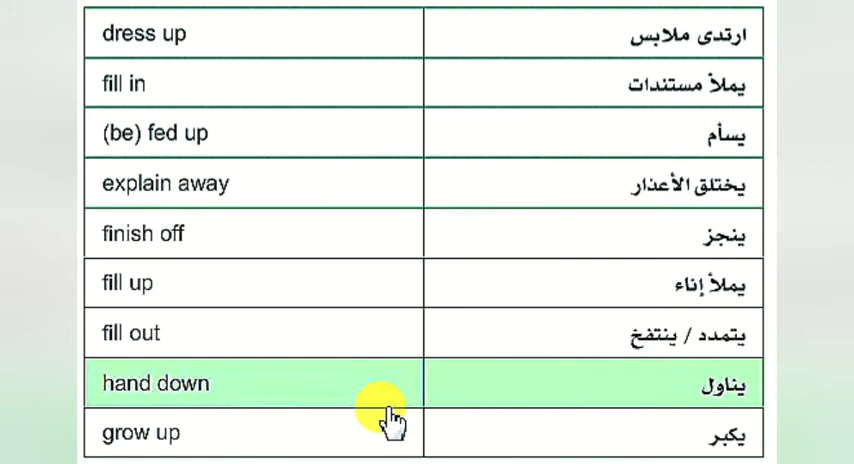 dress up ارتدى ملابس
fill in يملأ مستندات
(be) fed up يسأم
explain away يختلق الأعذار
finish off ينجز
fill up يملأ إناء
fill out يتمدد / ينتفخ
hand down يناول
grow up يكبر